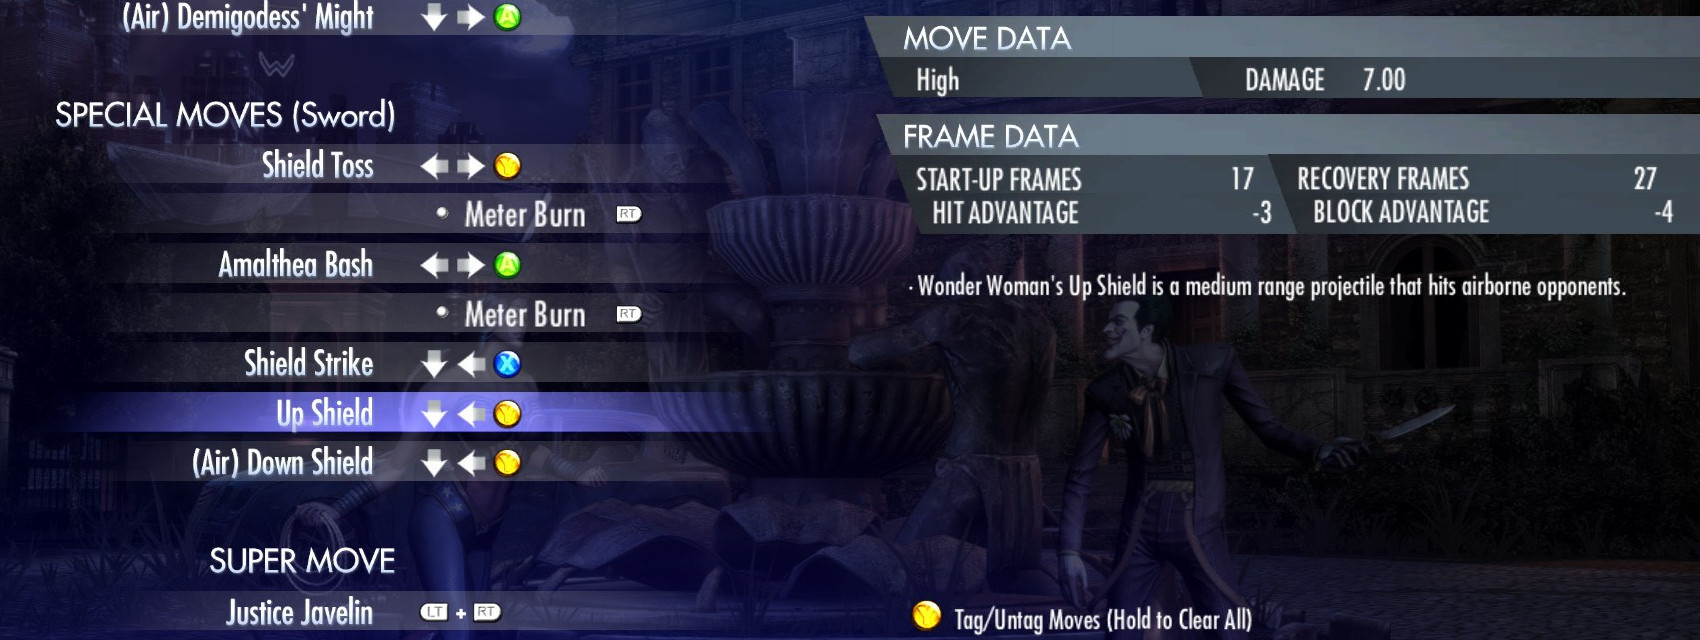 (Air) Demigodess' Might A
SPECIAL MOVES (Sword)
Shield Toss Y
• Meter Burn RT
Amalthea Bash A
• Meter Burn RT
Shield Strike X
Up Shield Y
(Air) Down Shield Y
SUPER MOVE
Justice Javelin LT + RT
MOVE DATA
High DAMAGE 7.00
FRAME DATA
START-UP FRAMES 17 RECOVERY FRAMES 27
HIT ADVANTAGE -3 BLOCK ADVANTAGE -4
· Wonder Woman's Up Shield is a medium range projectile that hits airborne opponents.
Y Tag/Untag Moves (Hold to Clear All)